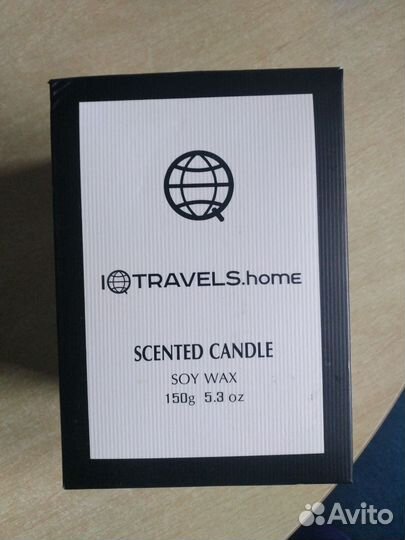 IQTRAVELS.home
SCENTED CANDLE
SOY WAX
150g 5.3 oz
Avito